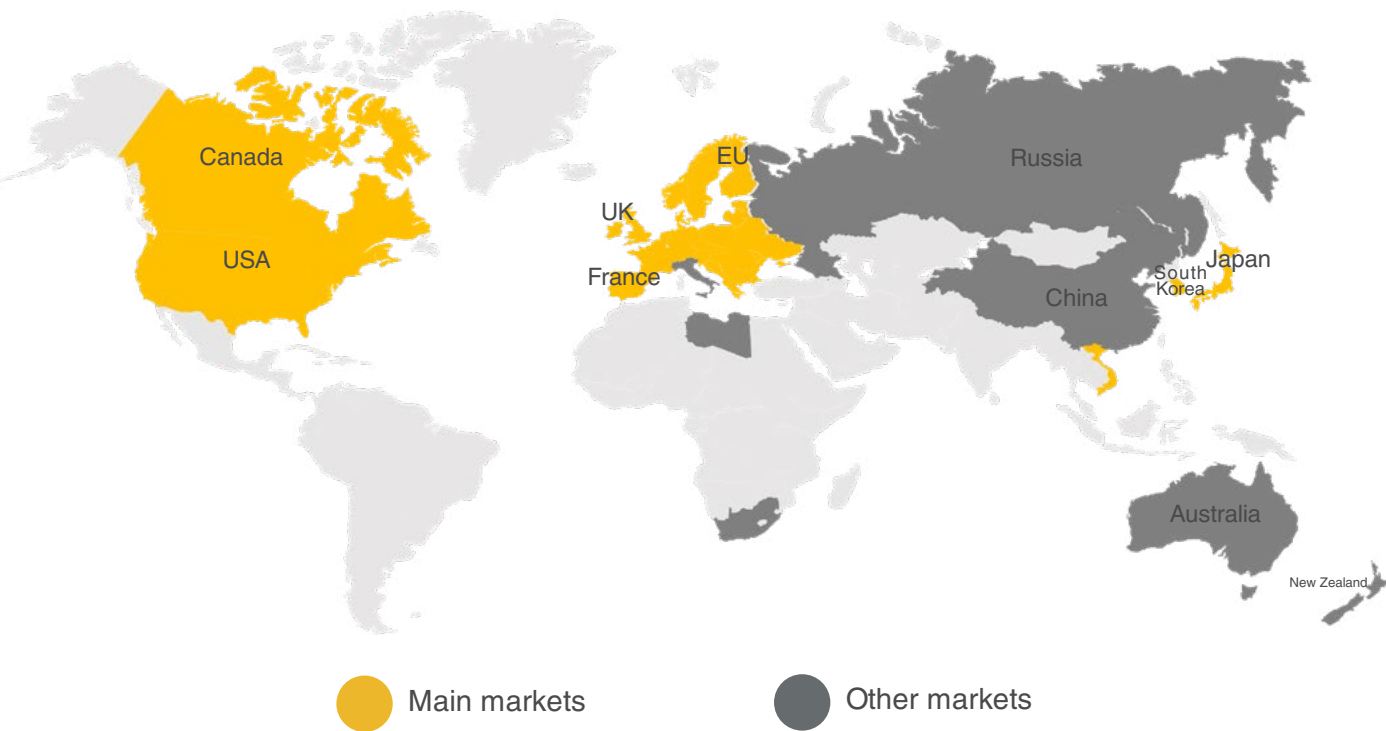 Canada
EU
Russia
UK
USA
France
Japan
South
Korea
China
Australia
New Zealand
Main markets
Other markets